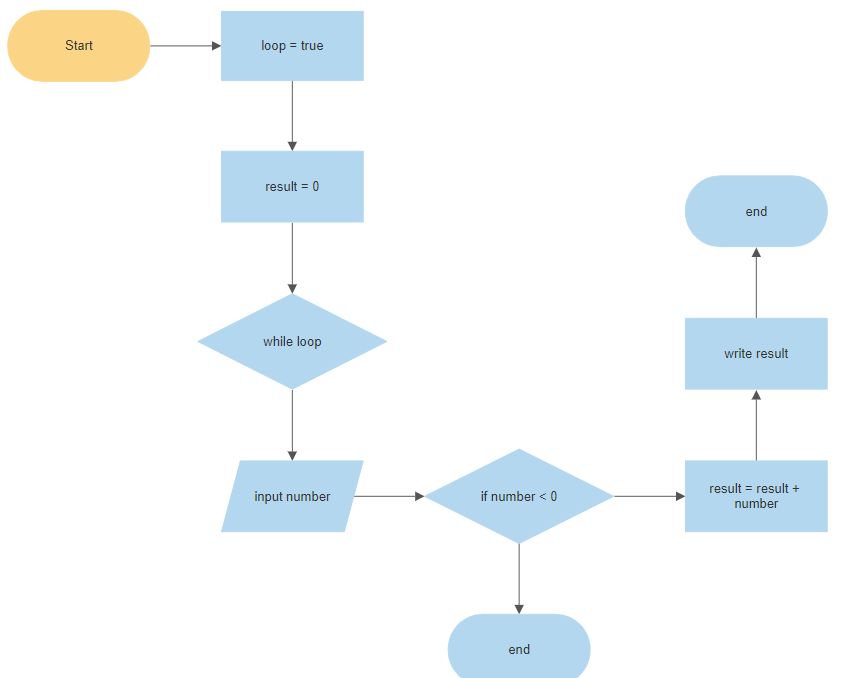 Start
loop = true
result = 0
while loop
input number
if number < 0
result = result +
number
write result
end
end